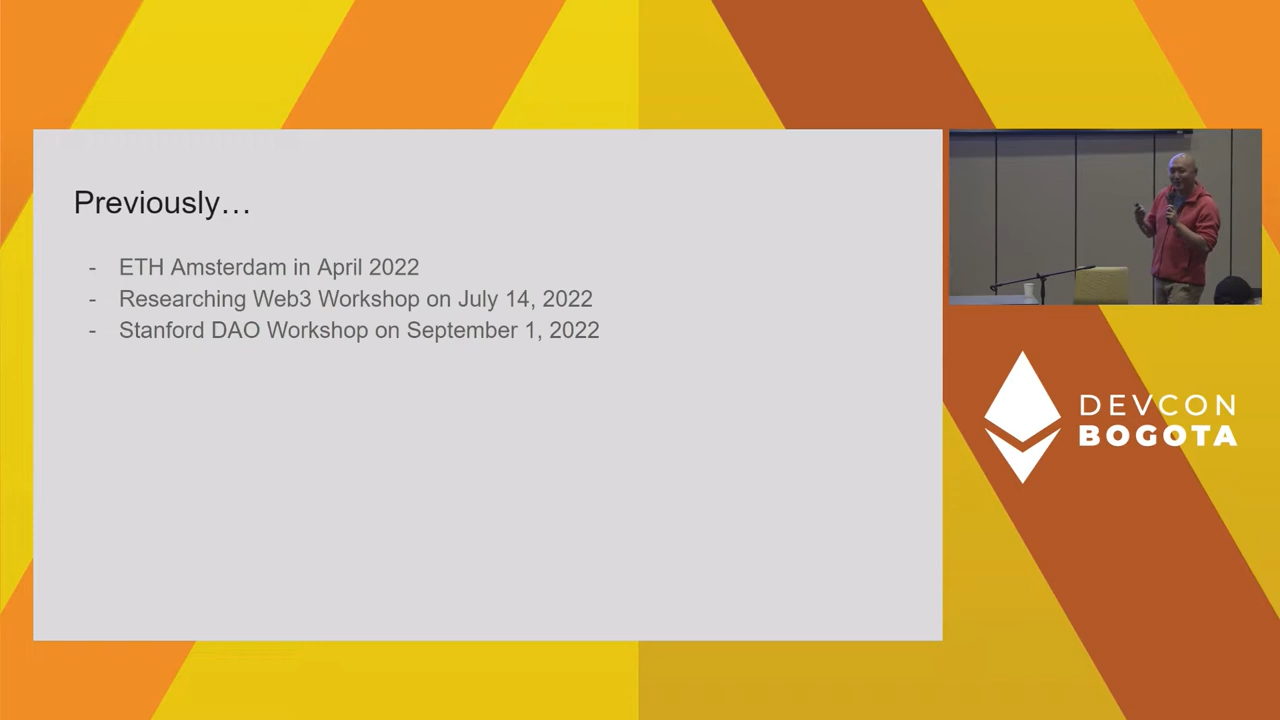 Previously…
- ETH Amsterdam in April 2022
- Researching Web3 Workshop on July 14, 2022
- Stanford DAO Workshop on September 1, 2022
DEVCON
BOGOTA